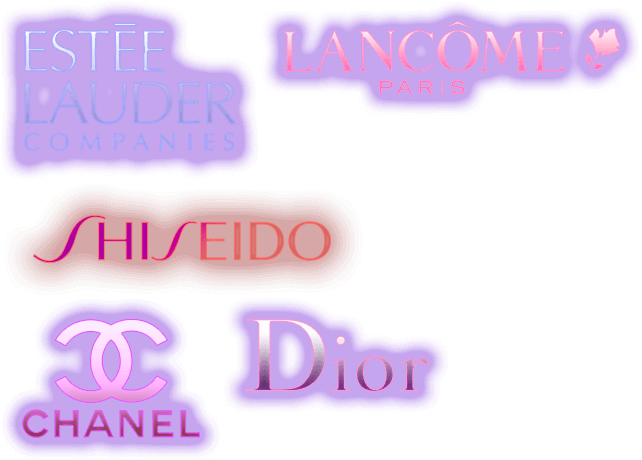 ESTĒE
LAUDER
COMPANIES
LANCÔME
PARIS
SHISEIDO
CHANEL
Dior